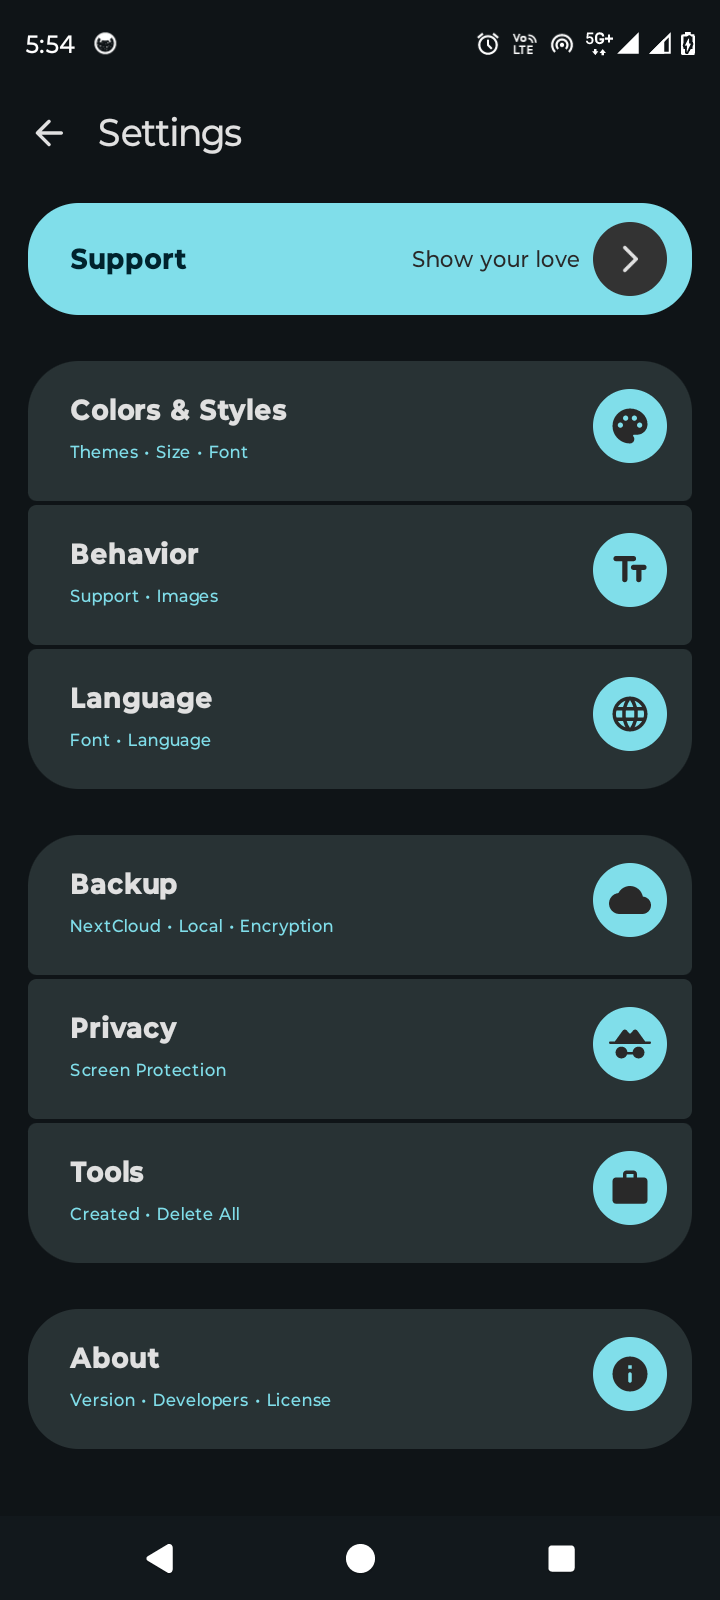 5:54
Vo LTE 5G+
Settings
Support Show your love
Colors & Styles
Themes • Size • Font
Behavior
Support • Images
Tт
Language
Font • Language
Backup
NextCloud • Local • Encryption
Privacy
Screen Protection
Tools
Created • Delete All
About
Version • Developers • License